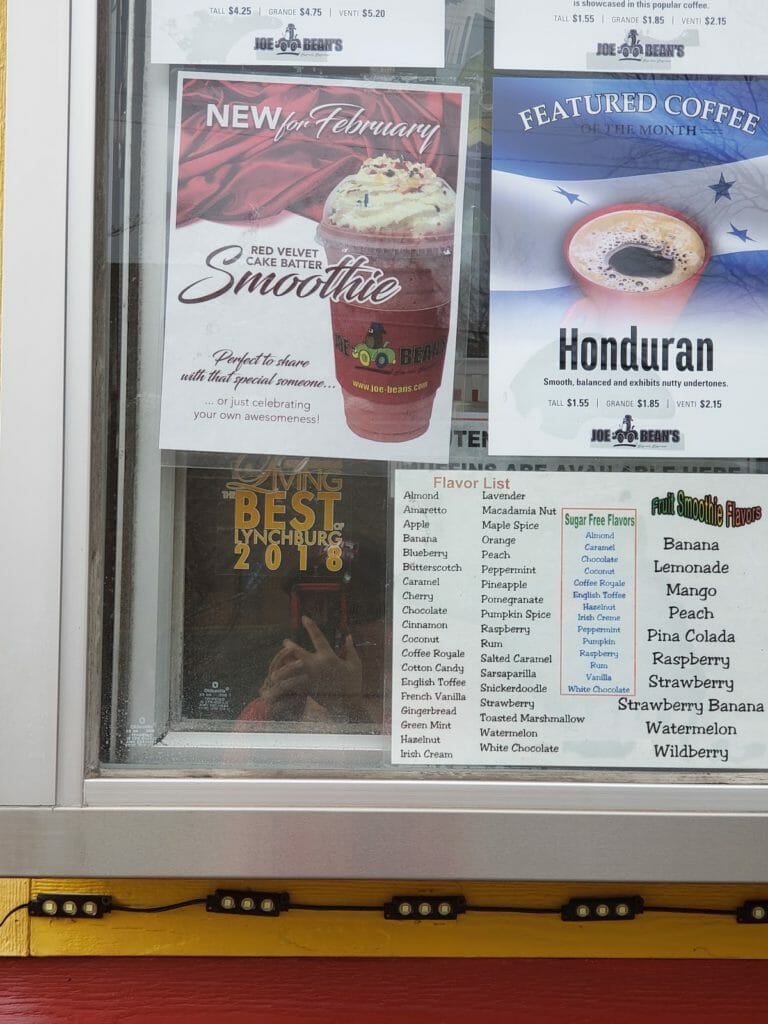 TALL $4.25 | GRANDE $4.75 | VENTI $5.20
JOE BEAN'S
is showcased in this popular coffee.
TALL $1.55 | GRANDE $1.85 | VENTI $2.15
JOE BEAN'S
NEW for February
RED VELVET
CAKE BATTER
Smoothie
Perfect to share
with that special someone...
... or just celebrating
your own awesomeness!
JOE BEAN'S
www.joe-beans.com
FEATURED COFFEE
OF THE MONTH
Honduran
Smooth, balanced and exhibits nutty undertones.
TALL $1.55 | GRANDE $1.85 | VENTI $2.15
JOE BEAN'S
MUFFINS ARE AVAILABLE HERE
THE
BEST OF
LYNCHBURG
2018
Flavor List
Almond
Amaretto
Apple
Banana
Blueberry
Butterscotch
Caramel
Cherry
Chocolate
Cinnamon
Coconut
Coffee Royale
Cotton Candy
English Toffee
French Vanilla
Gingerbread
Green Mint
Hazelnut
Irish Cream
Lavender
Macadamia Nut
Maple Spice
Orange
Peach
Peppermint
Pineapple
Pomegranate
Pumpkin Spice
Raspberry
Rum
Salted Caramel
Sarsaparilla
Snickerdoodle
Strawberry
Toasted Marshmallow
Watermelon
White Chocolate
Sugar Free Flavors
Almond
Caramel
Chocolate
Coconut
Coffee Royale
English Toffee
Hazelnut
Irish Creme
Peppermint
Pumpkin
Raspberry
Rum
Vanilla
White Chocolate
Fruit Smoothie Flavors
Banana
Lemonade
Mango
Peach
Pina Colada
Raspberry
Strawberry
Strawberry Banana
Watermelon
Wildberry